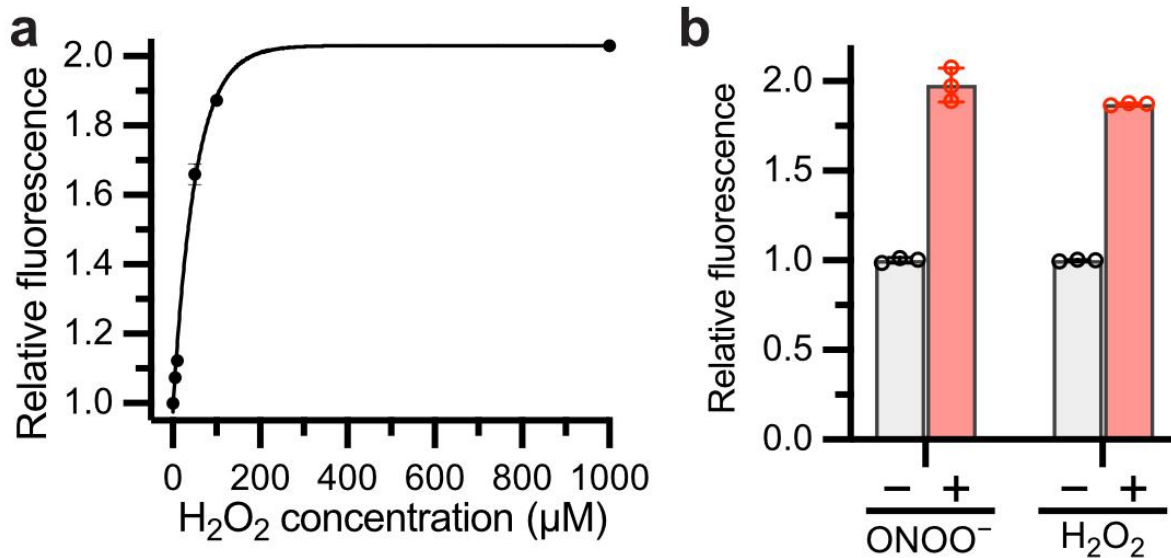 a
Relative fluorescence
2.0
1.8
1.6
1.4
1.2
1.0
0 200 400 600 800 1000
H₂O₂ concentration (µM)
b
Relative fluorescence
2.0
1.5
1.0
0.5
0.0
− + − +
ONOO⁻ H₂O₂